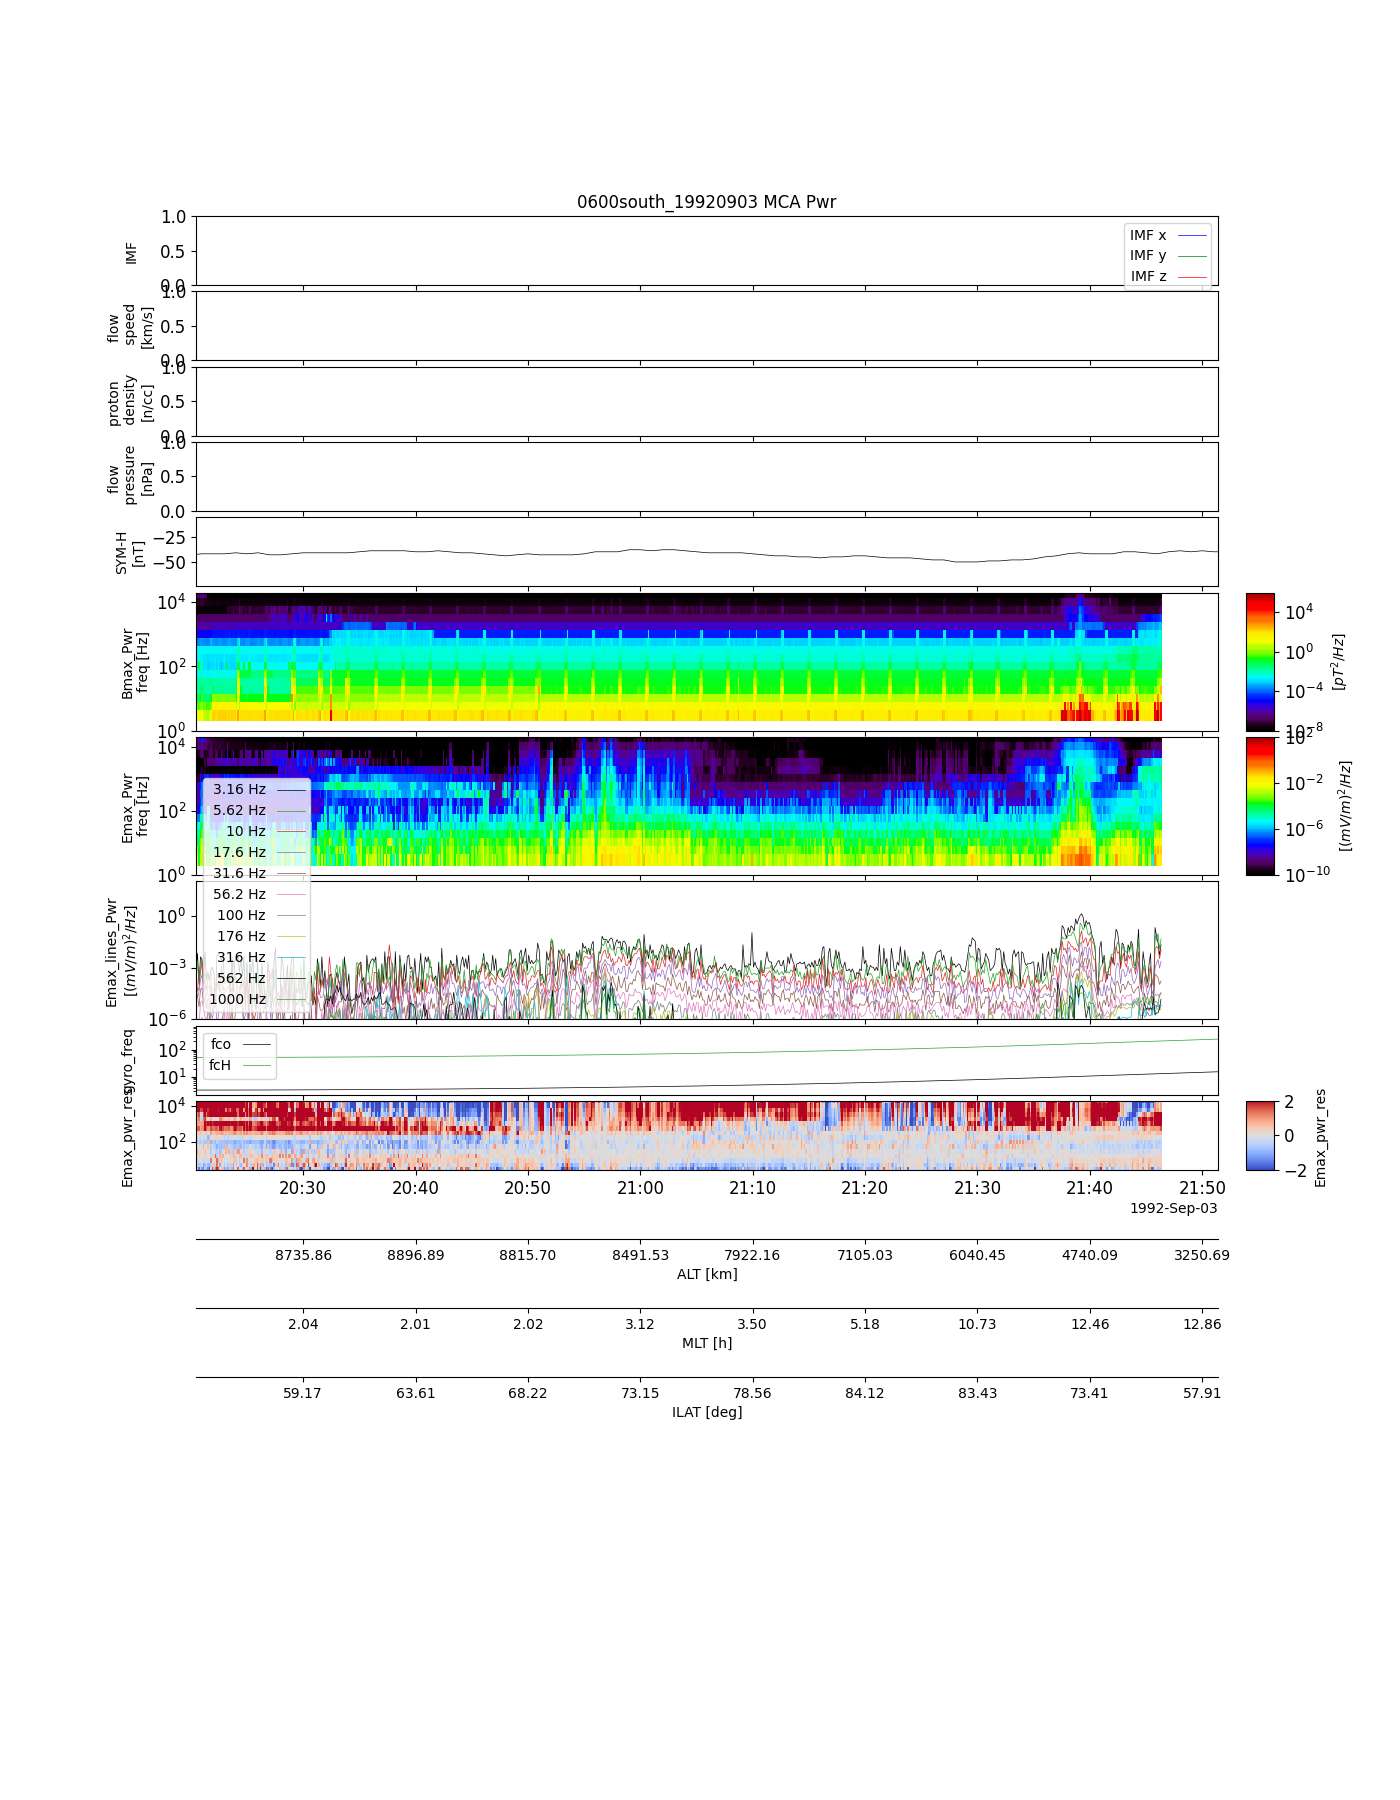 0600south_19920903 MCA Pwr
1.0
0.5
0.0
IMF
IMF x
IMF y
IMF z
1.0
0.5
0.0
flow
speed
[km/s]
1.0
0.5
0.0
proton
density
[n/cc]
1.0
0.5
0.0
flow
pressure
[nPa]
−25
−50
SYM-H
[nT]
10^4
10^2
10^0
Bmax_Pwr
freq [Hz]
10^4
10^0
10^−4
10^−8
[pT^2/Hz]
10^4
10^2
10^0
Emax_Pwr
freq [Hz]
10^2
10^−2
10^−6
10^−10
[(mV/m)^2/Hz]
3.16 Hz
5.62 Hz
10 Hz
17.6 Hz
31.6 Hz
56.2 Hz
100 Hz
176 Hz
316 Hz
562 Hz
1000 Hz
10^0
10^−3
10^−6
Emax_lines_Pwr
[(mV/m)^2/Hz]
fco
fcH
10^2
10^1
gyro_freq
10^4
10^2
Emax_pwr_res
2
0
−2
Emax_pwr_res
20:30 20:40 20:50 21:00 21:10 21:20 21:30 21:40 21:50
1992-Sep-03
8735.86 8896.89 8815.70 8491.53 7922.16 7105.03 6040.45 4740.09 3250.69
ALT [km]
2.04 2.01 2.02 3.12 3.50 5.18 10.73 12.46 12.86
MLT [h]
59.17 63.61 68.22 73.15 78.56 84.12 83.43 73.41 57.91
ILAT [deg]